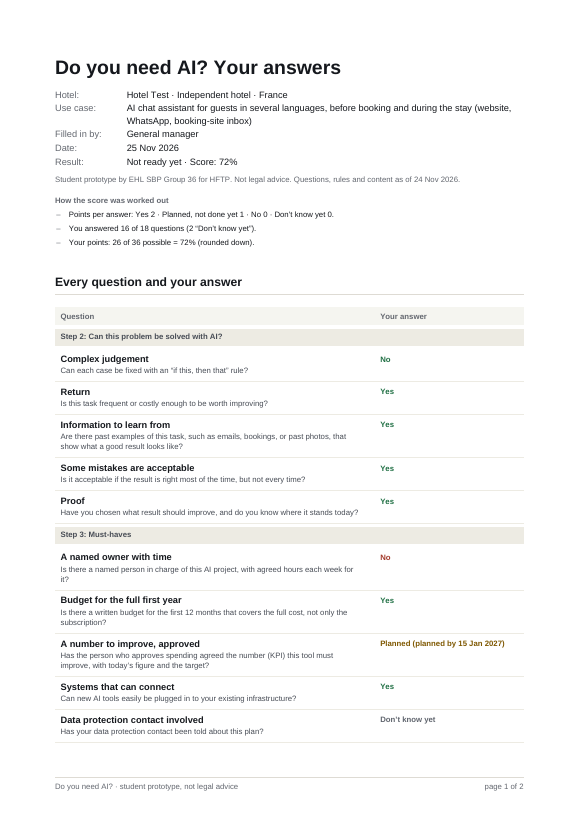 Do you need AI? Your answers
Hotel: Hotel Test · Independent hotel · France
Use case: AI chat assistant for guests in several languages, before booking and during the stay (website,
WhatsApp, booking-site inbox)
Filled in by: General manager
Date: 25 Nov 2026
Result: Not ready yet · Score: 72%
Student prototype by EHL SBP Group 36 for HFTP. Not legal advice. Questions, rules and content as of 24 Nov 2026.
How the score was worked out
– Points per answer: Yes 2 · Planned, not done yet 1 · No 0 · Don’t know yet 0.
– You answered 16 of 18 questions (2 “Don’t know yet”).
– Your points: 26 of 36 possible = 72% (rounded down).
Every question and your answer
Question Your answer
Step 2: Can this problem be solved with AI?
Complex judgement No
Can each case be fixed with an “if this, then that” rule?
Return Yes
Is this task frequent or costly enough to be worth improving?
Information to learn from Yes
Are there past examples of this task, such as emails, bookings, or past photos, that
show what a good result looks like?
Some mistakes are acceptable Yes
Is it acceptable if the result is right most of the time, but not every time?
Proof Yes
Have you chosen what result should improve, and do you know where it stands today?
Step 3: Must-haves
A named owner with time No
Is there a named person in charge of this AI project, with agreed hours each week for
it?
Budget for the full first year Yes
Is there a written budget for the first 12 months that covers the full cost, not only the
subscription?
A number to improve, approved Planned (planned by 15 Jan 2027)
Has the person who approves spending agreed the number (KPI) this tool must
improve, with today’s figure and the target?
Systems that can connect Yes
Can new AI tools easily be plugged in to your existing infrastructure?
Data protection contact involved Don’t know yet
Has your data protection contact been told about this plan?
Do you need AI? · student prototype, not legal advice page 1 of 2